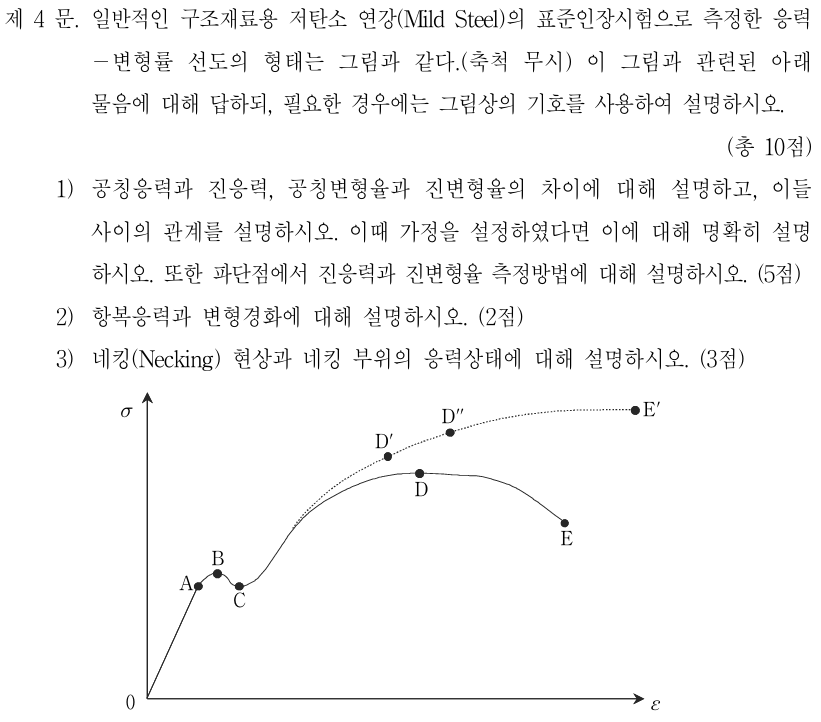 제 4 문. 일반적인 구조재료용 저탄소 연강(Mild Steel)의 표준인장시험으로 측정한 응력
－변형률 선도의 형태는 그림과 같다.(축척 무시) 이 그림과 관련된 아래
물음에 대해 답하되, 필요한 경우에는 그림상의 기호를 사용하여 설명하시오.
(총 10점)
1) 공칭응력과 진응력, 공칭변형율과 진변형율의 차이에 대해 설명하고, 이들
사이의 관계를 설명하시오. 이때 가정을 설정하였다면 이에 대해 명확히 설명
하시오. 또한 파단점에서 진응력과 진변형율 측정방법에 대해 설명하시오. (5점)
2) 항복응력과 변형경화에 대해 설명하시오. (2점)
3) 네킹(Necking) 현상과 네킹 부위의 응력상태에 대해 설명하시오. (3점)
σ
E′
D″
D′
D
E
B
A
C
0
ε